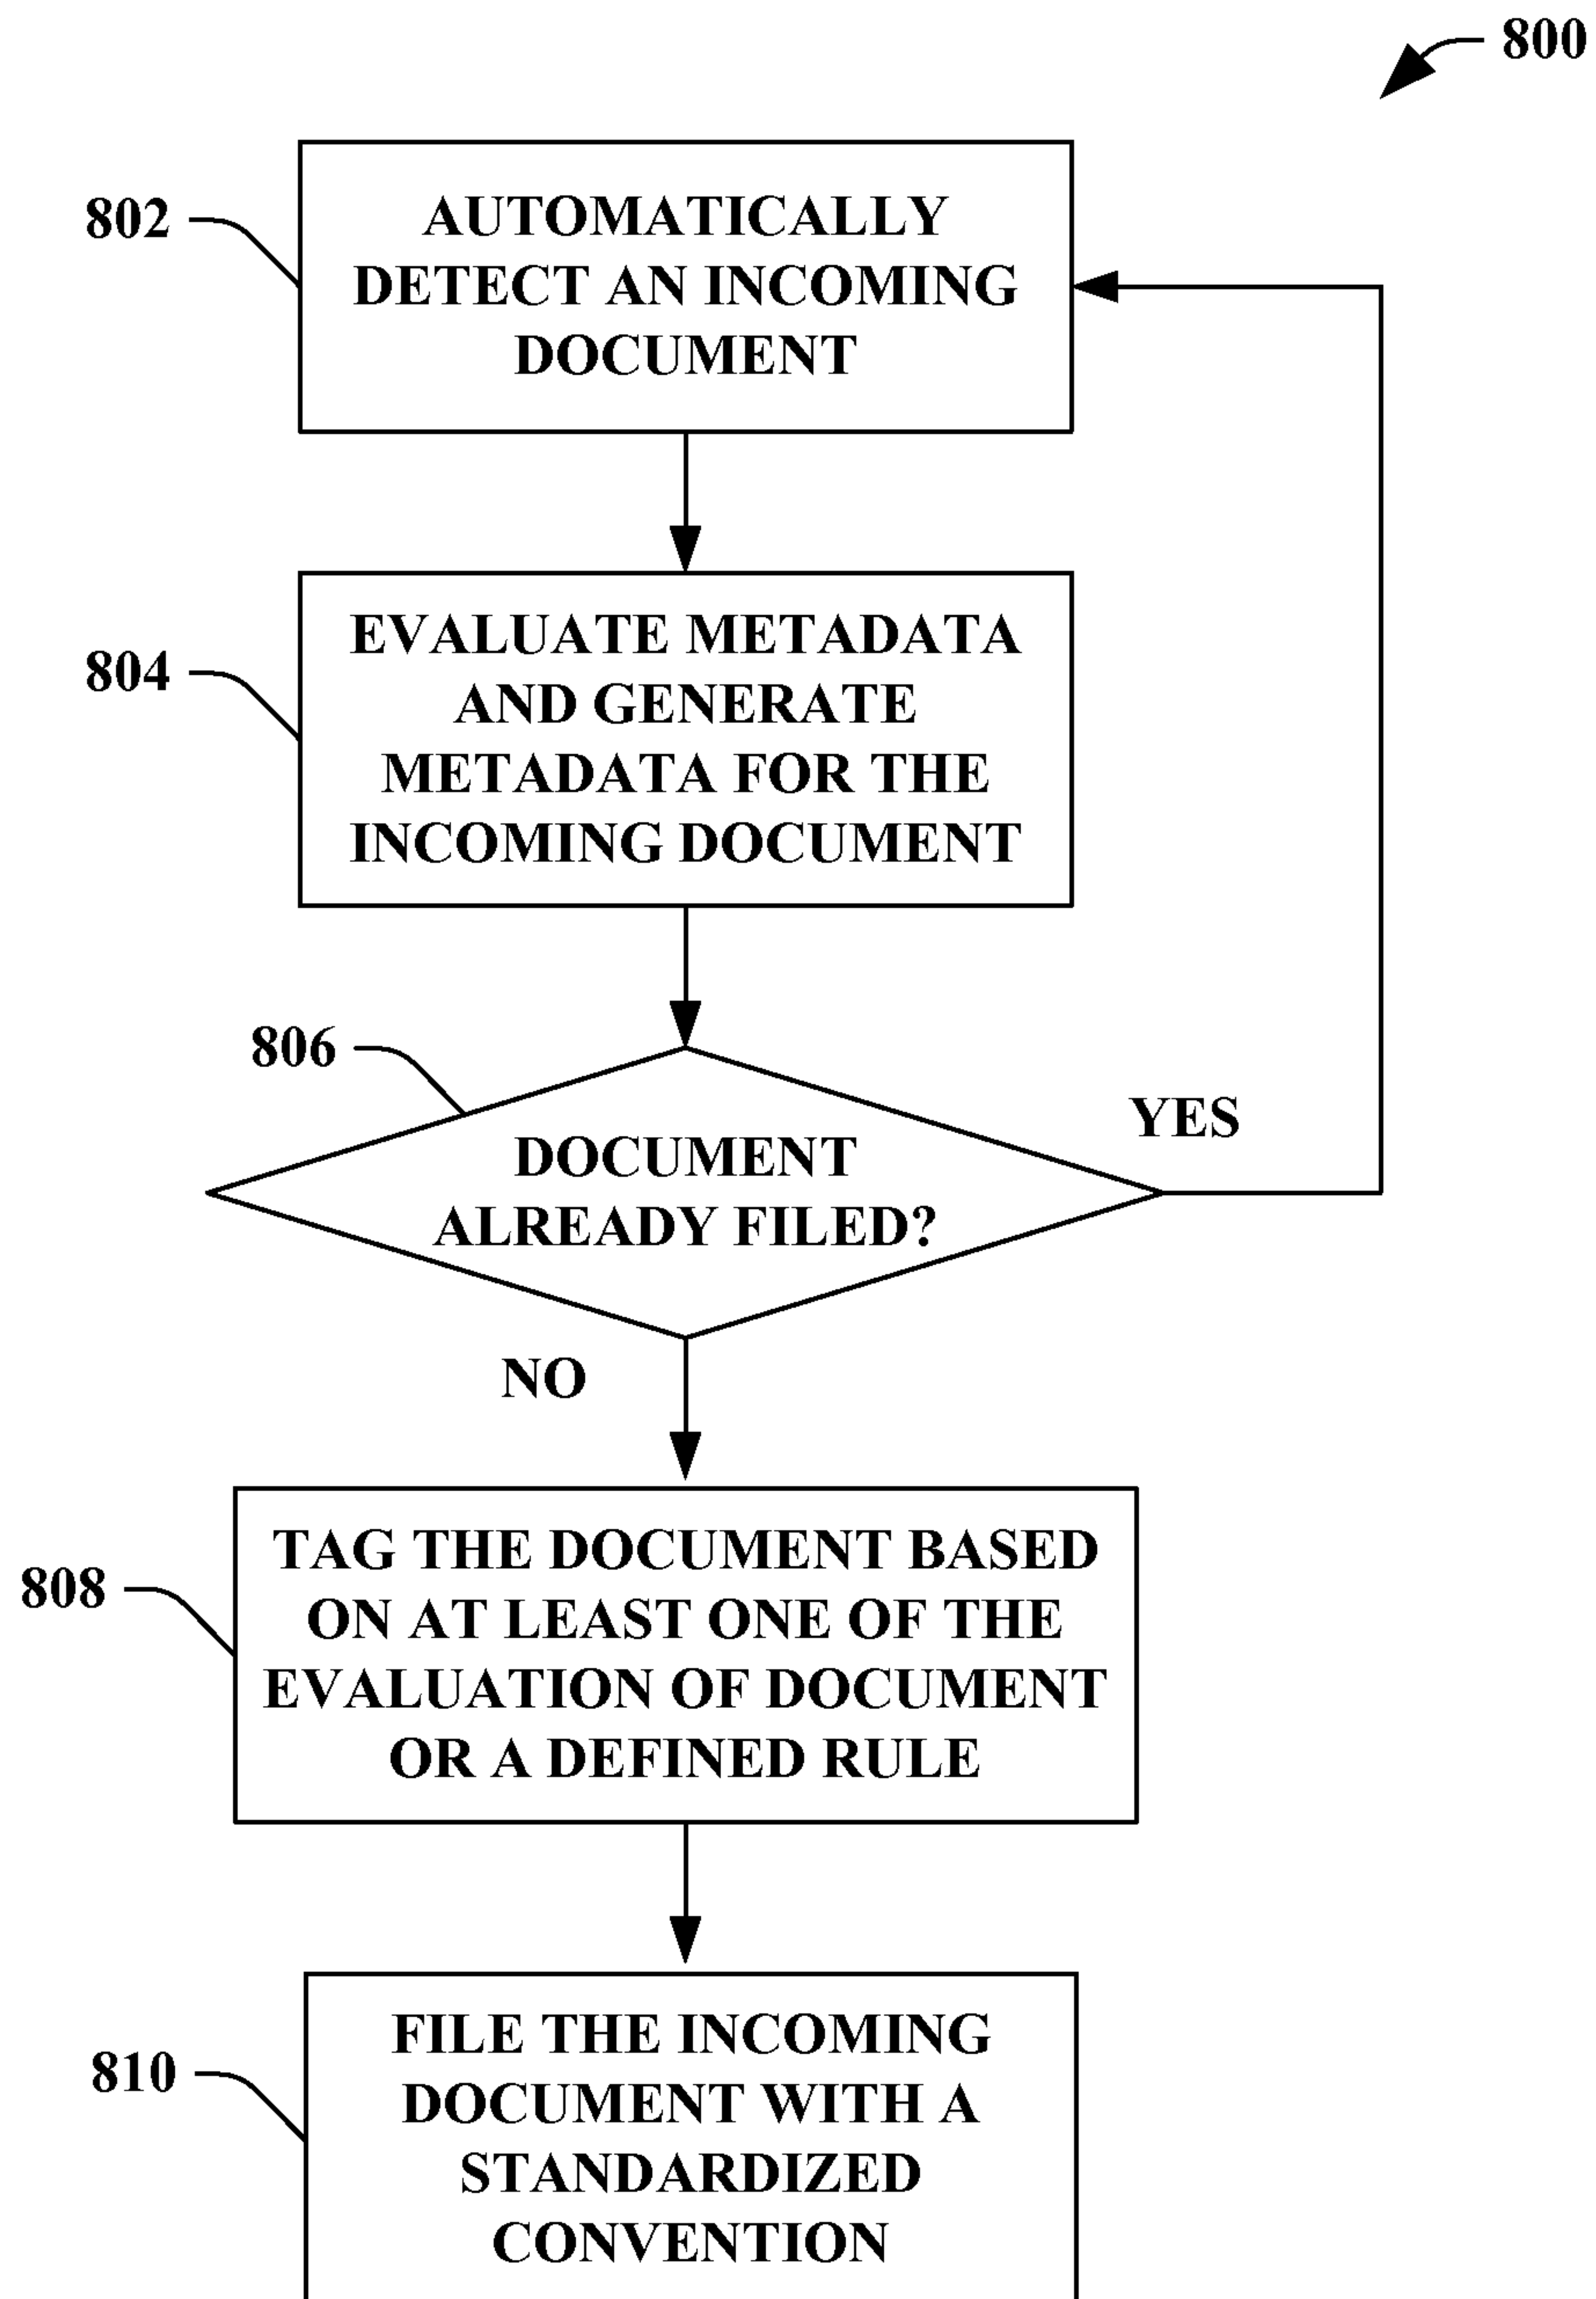 800
802
AUTOMATICALLY
DETECT AN INCOMING
DOCUMENT
804
EVALUATE METADATA
AND GENERATE
METADATA FOR THE
INCOMING DOCUMENT
806
DOCUMENT
ALREADY FILED?
YES
NO
808
TAG THE DOCUMENT BASED
ON AT LEAST ONE OF THE
EVALUATION OF DOCUMENT
OR A DEFINED RULE
810
FILE THE INCOMING
DOCUMENT WITH A
STANDARDIZED
CONVENTION